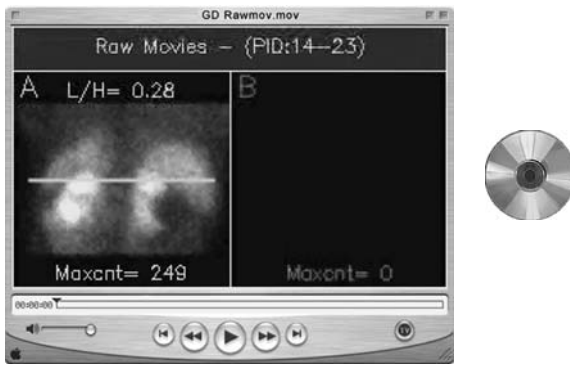 GD Rawmov.mov
Raw Movies - (PID:14--23)
A
L/H= 0.28
B
Maxcnt= 249
Maxcnt= 0
00:00:00